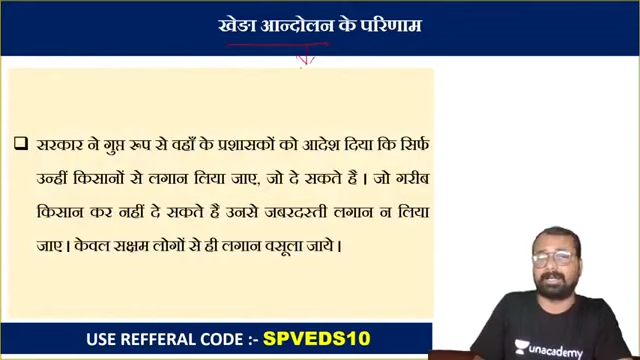 खेङा आन्दोलन के परिणाम
❑ सरकार ने गुप्त रूप से वहाँ के प्रशासकों को आदेश दिया कि सिर्फ
उन्हीं किसानों से लगान लिया जाए, जो दे सकते है । जो गरीब
किसान कर नहीं दे सकते है उनसे जबरदस्ती लगान न लिया
जाए । केवल सक्षम लोगों से ही लगान वसूला जाये ।
unacademy
USE REFFERAL CODE :- SPVEDS10